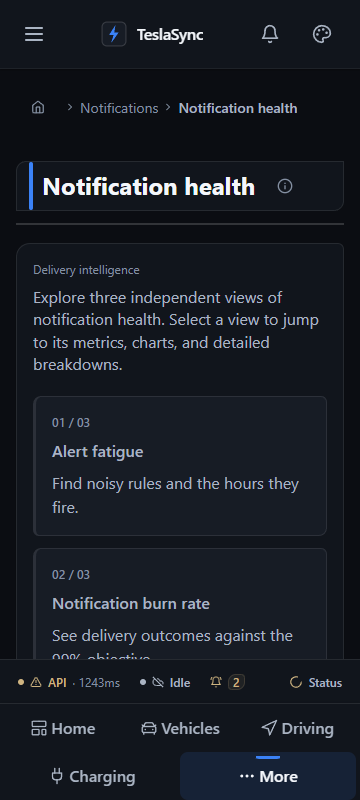 TeslaSync
Notifications
Notification health
Notification health
Delivery intelligence
Explore three independent views of
notification health. Select a view to jump
to its metrics, charts, and detailed
breakdowns.
01 / 03
Alert fatigue
Find noisy rules and the hours they
fire.
02 / 03
Notification burn rate
See delivery outcomes against the
99% objective.
API · 1243ms
Idle
2
Status
Home
Vehicles
Driving
Charging
More